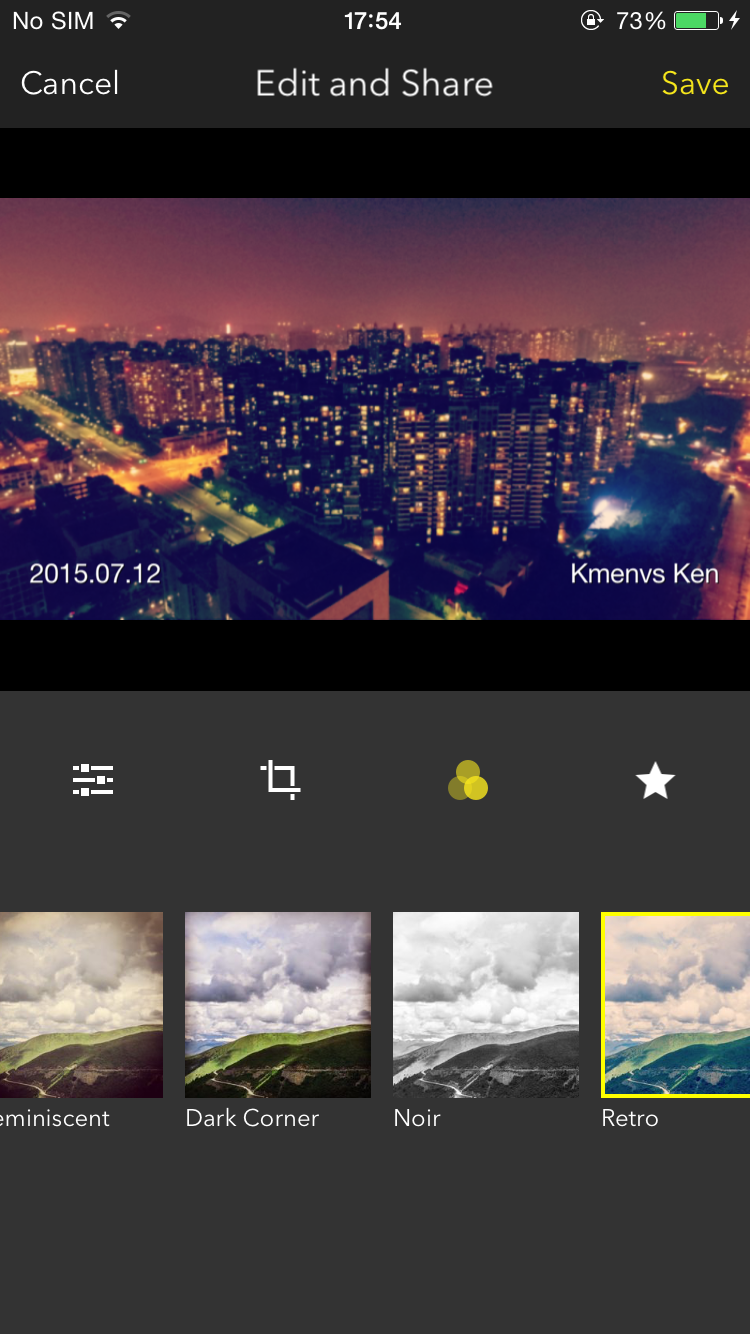 No SIM 17:54 73%
Cancel Edit and Share Save
2015.07.12 Kmenvs Ken
eminiscent Dark Corner Noir Retro